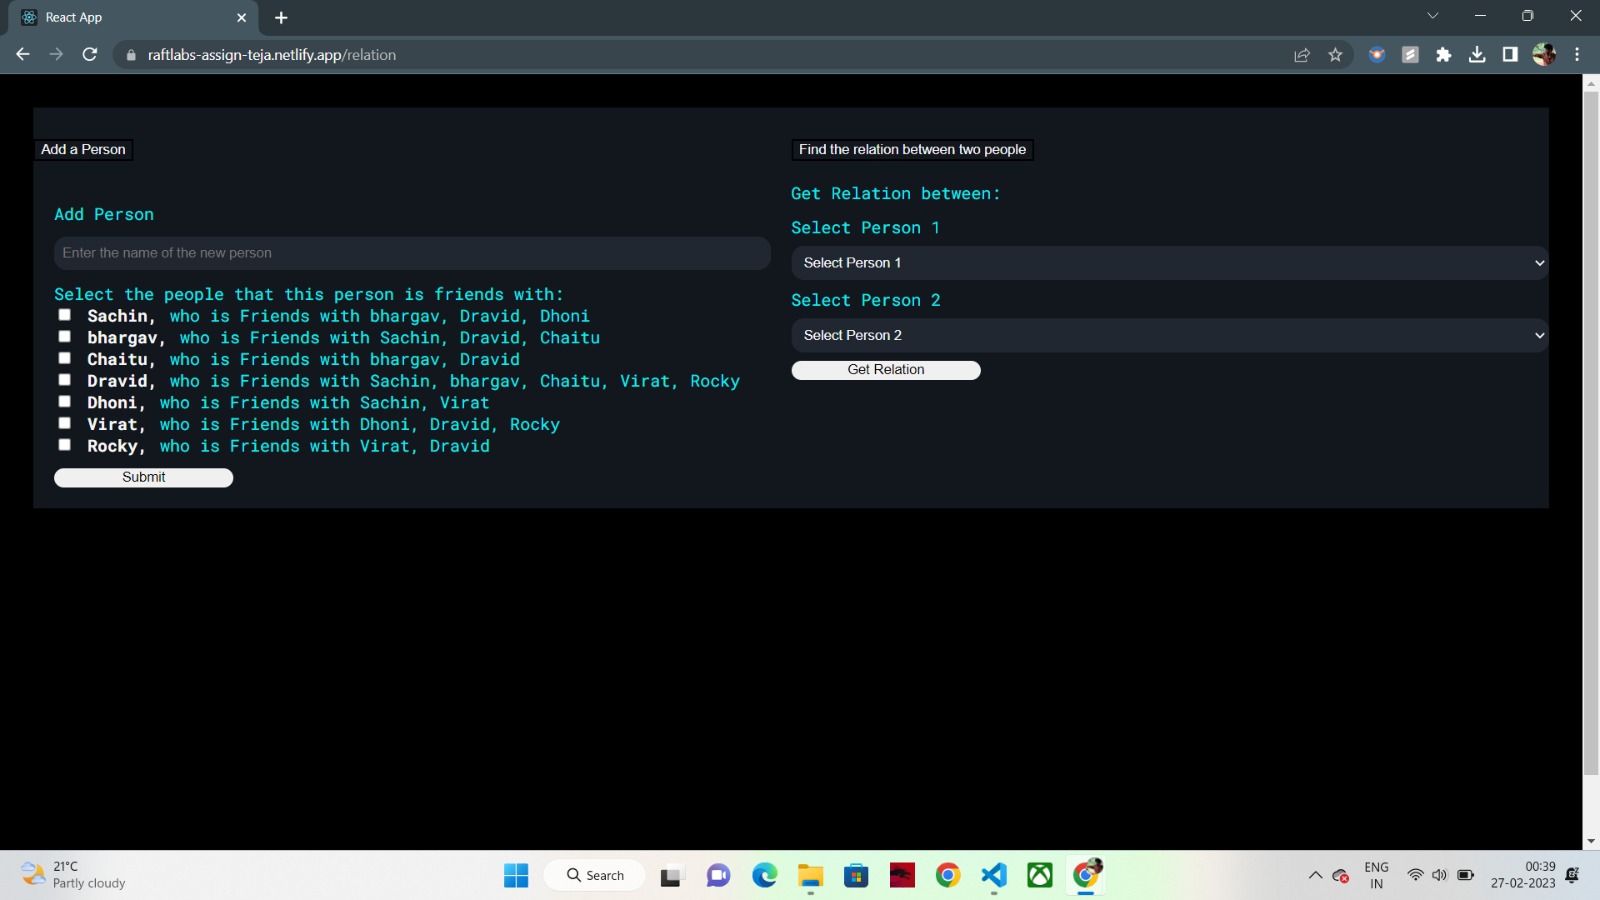 React App
raftlabs-assign-teja.netlify.app/relation
Add a Person
Add Person
Enter the name of the new person
Select the people that this person is friends with:
Sachin, who is Friends with bhargav, Dravid, Dhoni
bhargav, who is Friends with Sachin, Dravid, Chaitu
Chaitu, who is Friends with bhargav, Dravid
Dravid, who is Friends with Sachin, bhargav, Chaitu, Virat, Rocky
Dhoni, who is Friends with Sachin, Virat
Virat, who is Friends with Dhoni, Dravid, Rocky
Rocky, who is Friends with Virat, Dravid
Submit
Find the relation between two people
Get Relation between:
Select Person 1
Select Person 1
Select Person 2
Select Person 2
Get Relation
21°C
Partly cloudy
Search
ENG
IN
00:39
27-02-2023